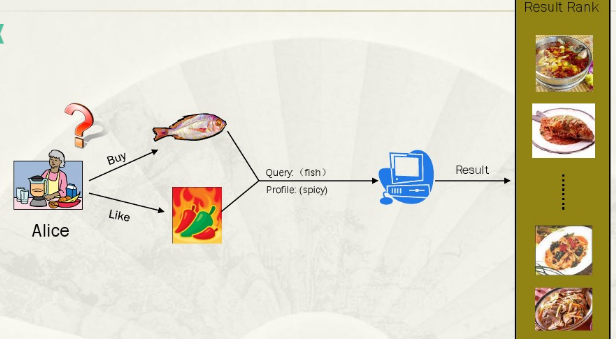 Result Rank
Buy
Like
Alice
Query: （fish）
Profile: (spicy)
Result